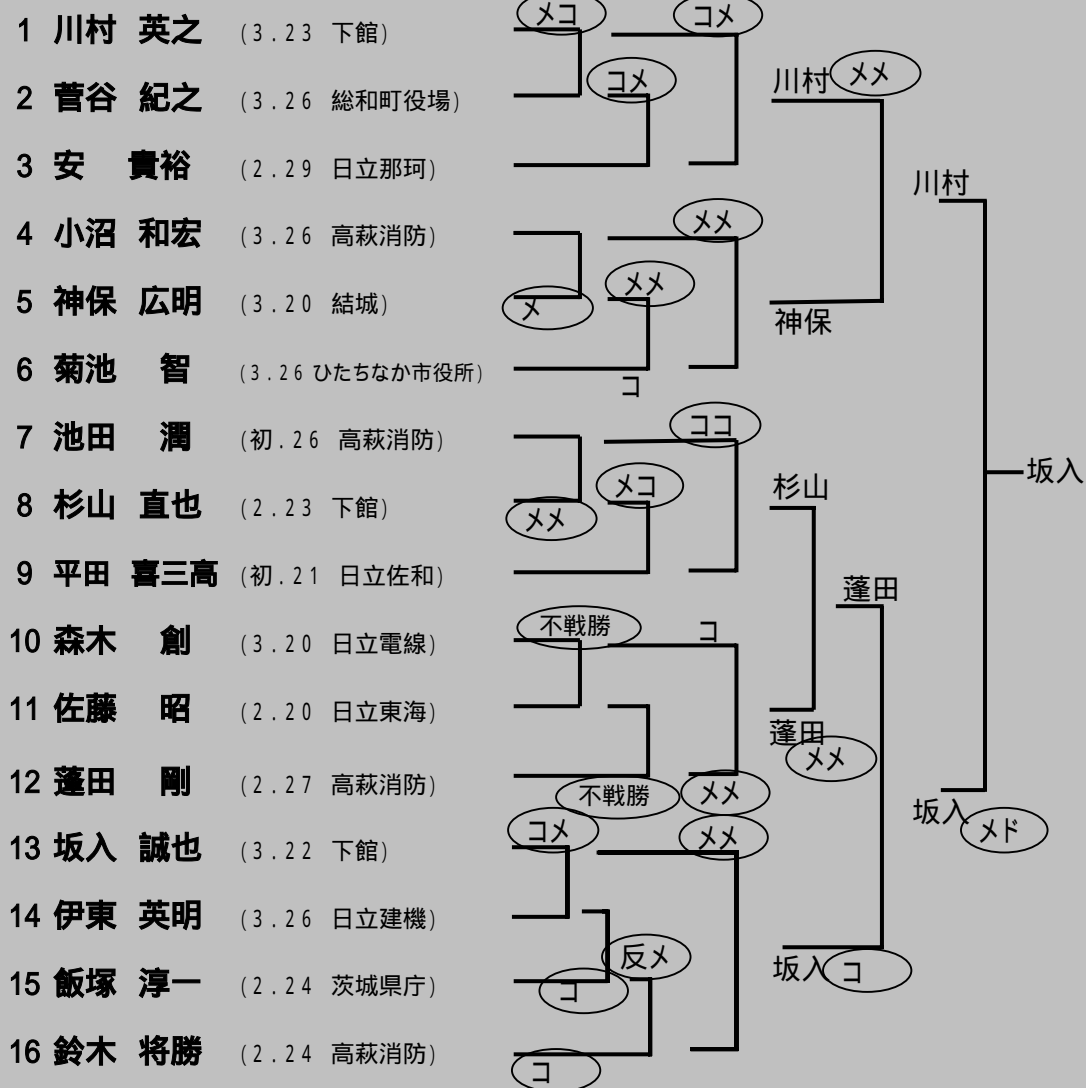 メコ
コメ
1 川村 英之 (3.23 下館)
川村 メメ
コメ
2 菅谷 紀之 (3.26 総和町役場)
3 安 貴裕 (2.29 日立那珂)
川村
メメ
4 小沼 和宏 (3.26 高萩消防)
メメ
5 神保 広明 (3.20 結城)
メ
神保
6 菊池 智 (3.26 ひたちなか市役所)
コ
ココ
7 池田 潤 (初.26 高萩消防)
坂入
メコ
杉山
8 杉山 直也 (2.23 下館)
メメ
9 平田 喜三高 (初.21 日立佐和)
蓬田
不戦勝
コ
10 森木 創 (3.20 日立電線)
11 佐藤 昭 (2.20 日立東海)
蓬田
メメ
12 蓬田 剛 (2.27 高萩消防)
不戦勝
メメ
坂入
メド
コメ
メメ
13 坂入 誠也 (3.22 下館)
14 伊東 英明 (3.26 日立建機)
反メ
坂入 コ
15 飯塚 淳一 (2.24 茨城県庁)
コ
16 鈴木 将勝 (2.24 高萩消防)
コ